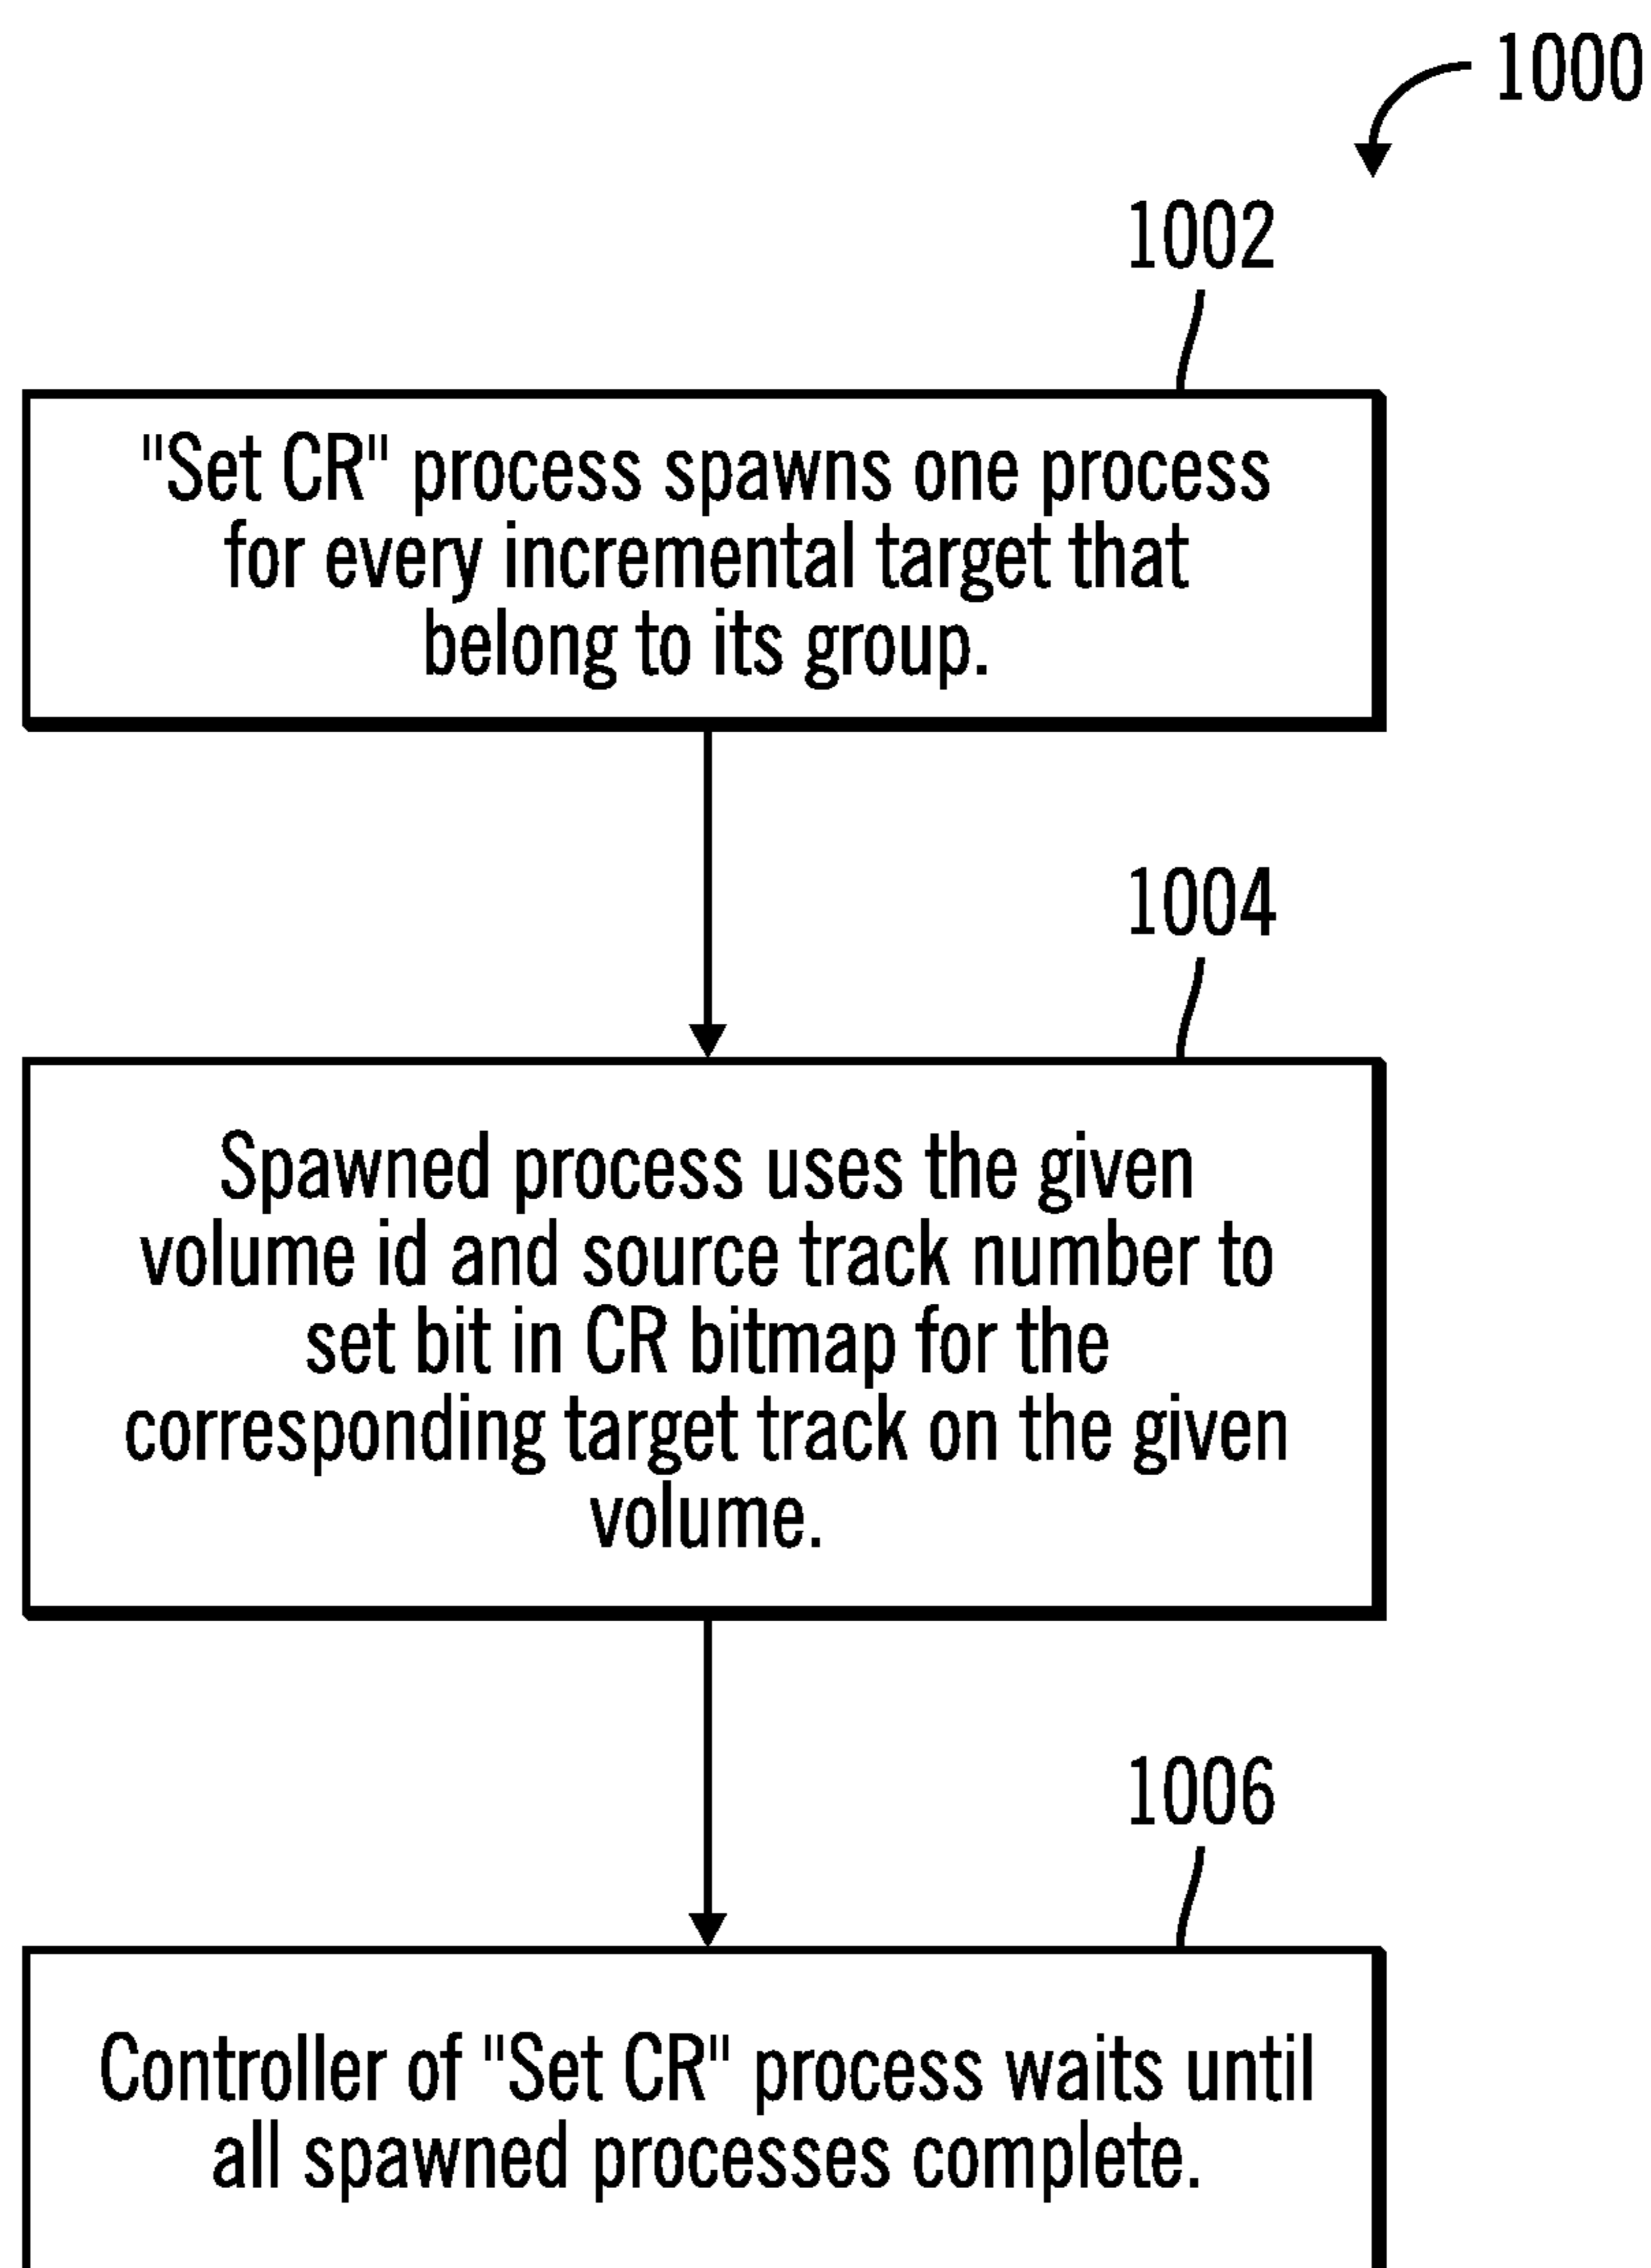 1000
1002
"Set CR" process spawns one process
for every incremental target that
belong to its group.
1004
Spawned process uses the given
volume id and source track number to
set bit in CR bitmap for the
corresponding target track on the given
volume.
1006
Controller of "Set CR" process waits until
all spawned processes complete.